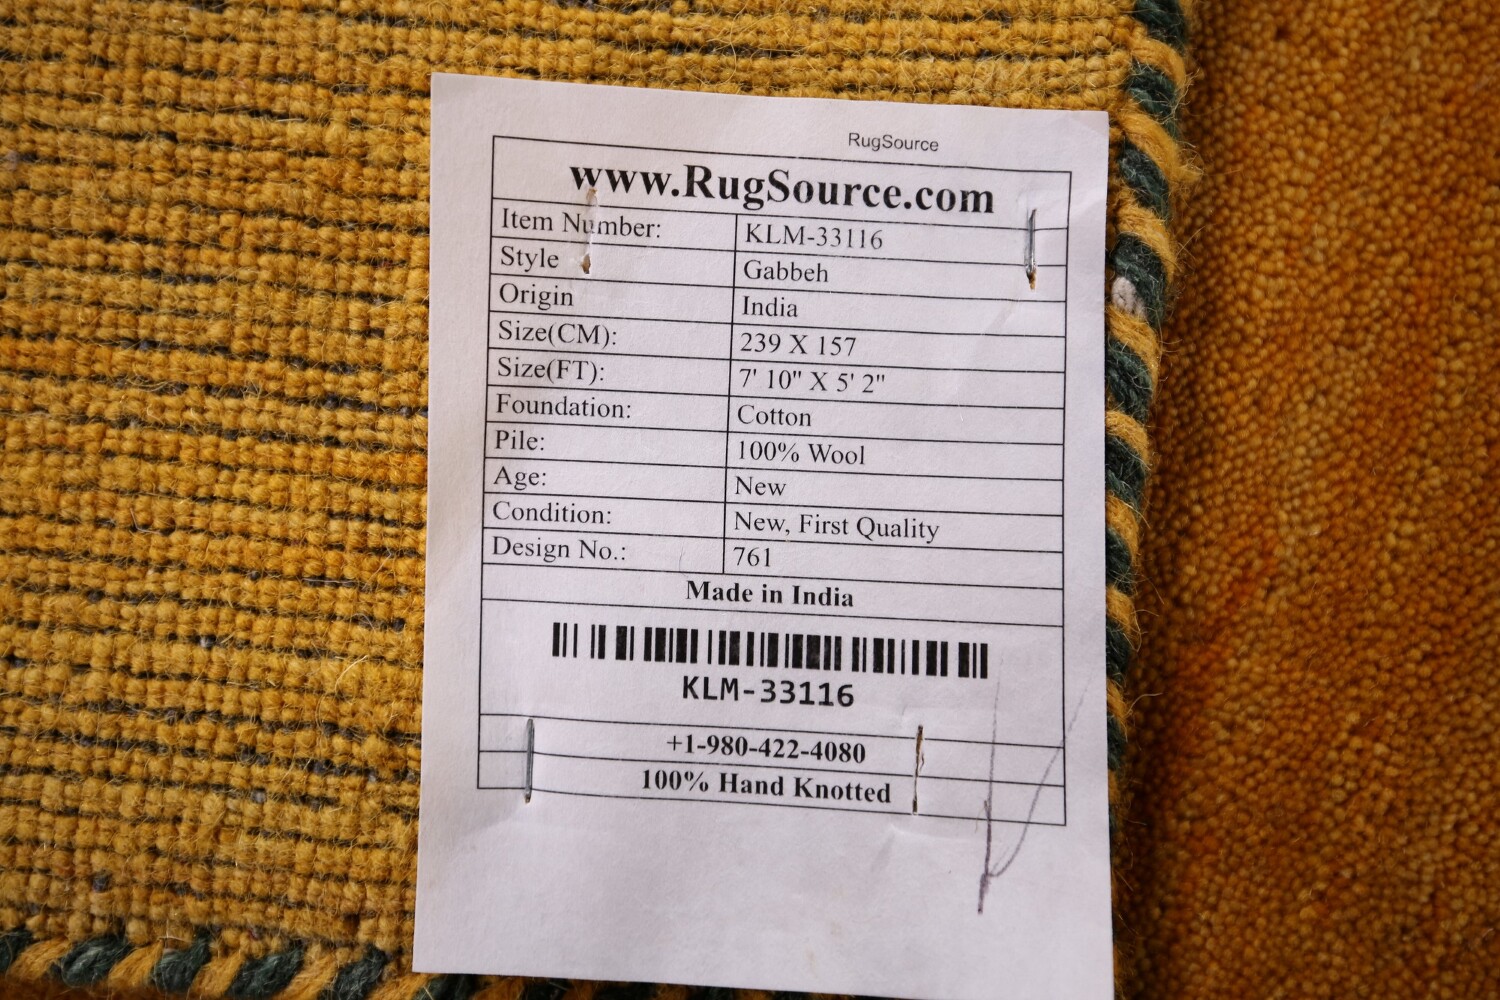 RugSource
www.RugSource.com
Item Number: KLM-33116
Style Gabbeh
Origin India
Size(CM): 239 X 157
Size(FT): 7' 10" X 5' 2"
Foundation: Cotton
Pile: 100% Wool
Age: New
Condition: New, First Quality
Design No.: 761
Made in India
KLM-33116
+1-980-422-4080
100% Hand Knotted